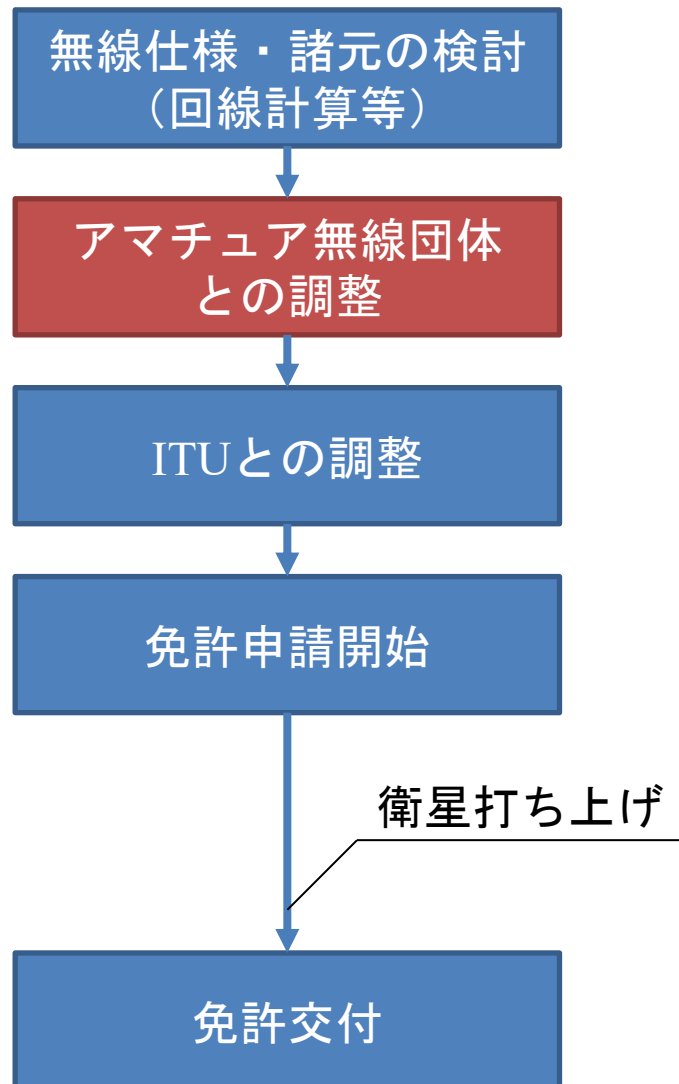 無線仕様・諸元の検討
（回線計算等）
アマチュア無線団体
との調整
ITUとの調整
免許申請開始
衛星打ち上げ
免許交付